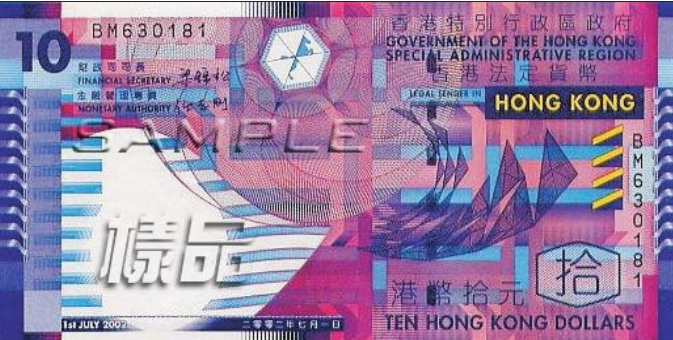 10
BM630181
財政司司長
FINANCIAL SECRETARY
金融管理專員
MONETARY AUTHORITY
香港特別行政區政府
GOVERNMENT OF THE HONG KONG
SPECIAL ADMINISTRATIVE REGION
香港法定貨幣
LEGAL TENDER IN
HONG KONG
SAMPLE
樣品
BM630181
拾
港幣拾元
TEN HONG KONG DOLLARS
1st JULY 2002
二零零二年七月一日